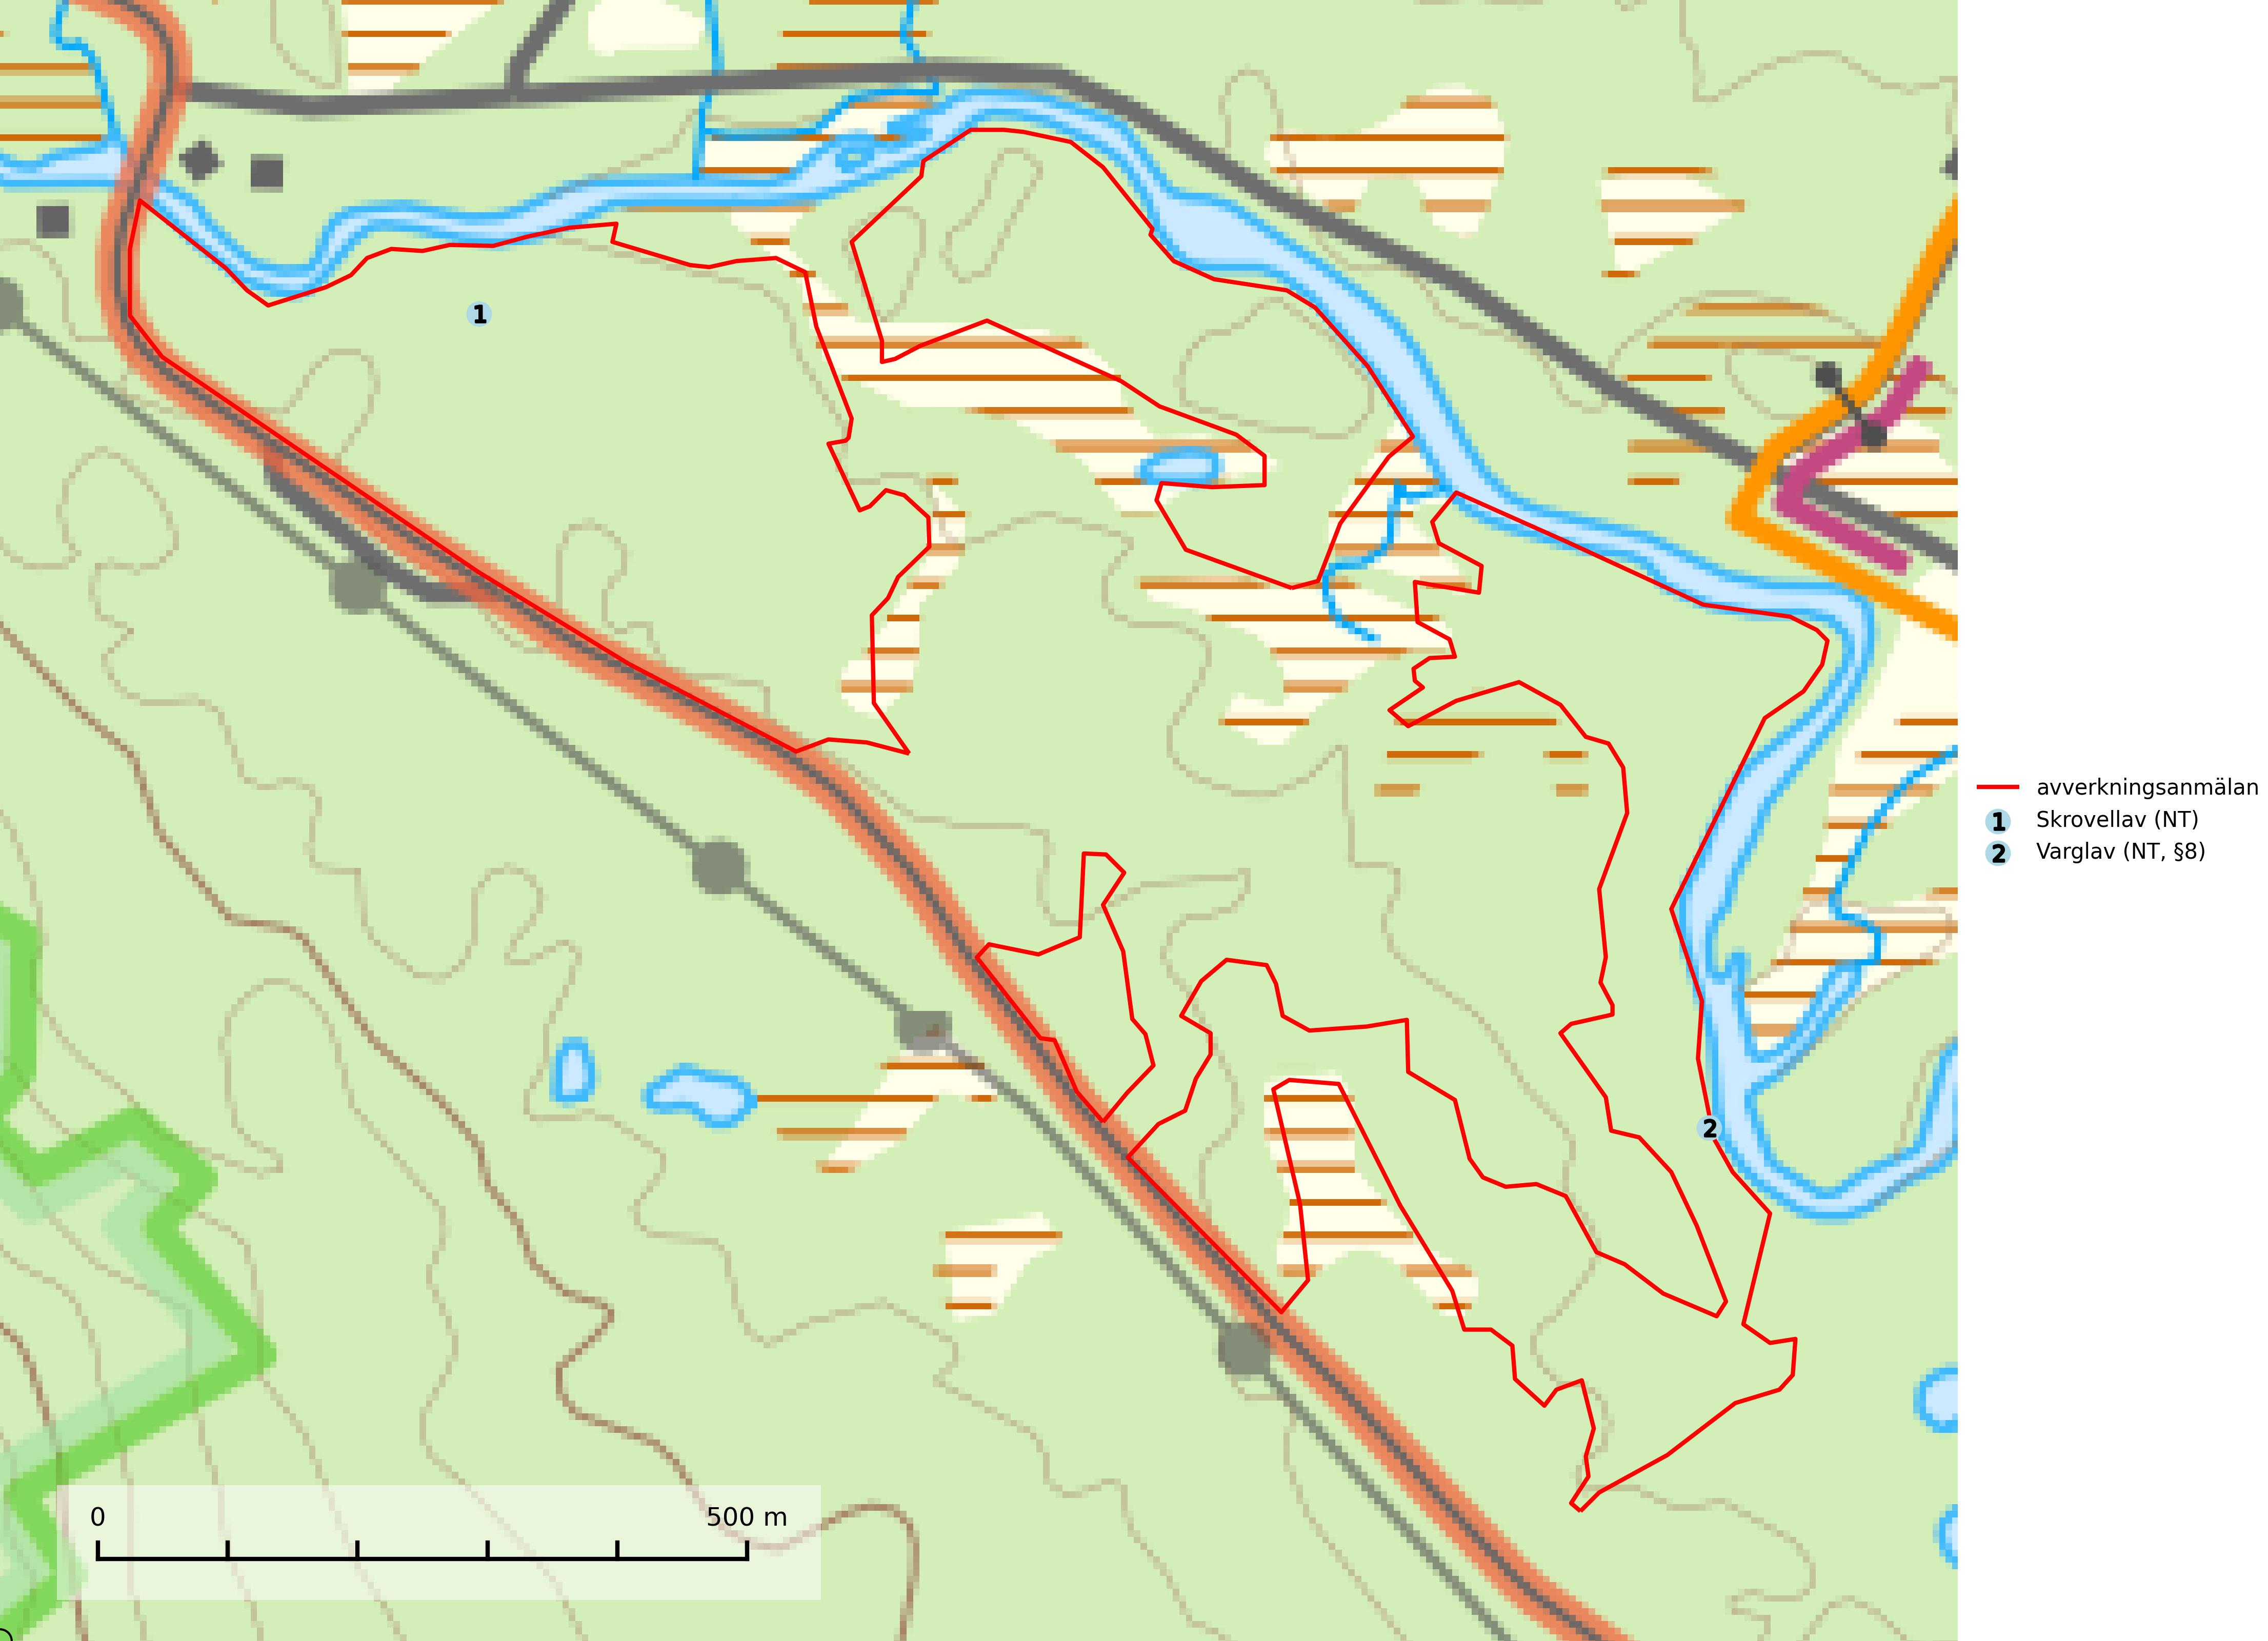 1
2
0 500 m
avverkningsanmälan
1 Skrovellav (NT)
2 Varglav (NT, §8)